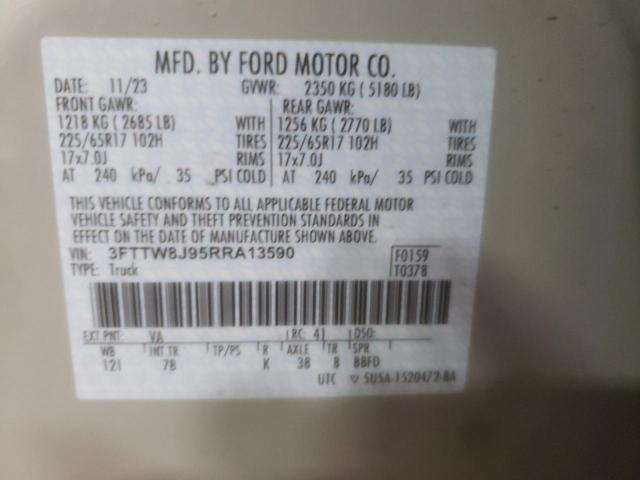 MFD. BY FORD MOTOR CO.
DATE: 11/23 GVWR: 2350 KG ( 5180 LB)
FRONT GAWR: REAR GAWR:
1218 KG ( 2685 LB) WITH 1256 KG ( 2770 LB) WITH
225/65R17 102H TIRES 225/65R17 102H TIRES
17x7.0J RIMS 17x7.0J RIMS
AT 240 kPa/ 35 PSI COLD AT 240 kPa/ 35 PSI COLD
THIS VEHICLE CONFORMS TO ALL APPLICABLE FEDERAL MOTOR
VEHICLE SAFETY AND THEFT PREVENTION STANDARDS IN
EFFECT ON THE DATE OF MANUFACTURE SHOWN ABOVE.
VIN: 3FTTW8J95RRA13590 F0159
TYPE: Truck T0378
EXT PNT: VA RC: 41 DSO:
WB INT TR TP/PS R AXLE TR SPR
121 7B K 38 B BBFD
UTC ▽ 5U5A-1520472-BA